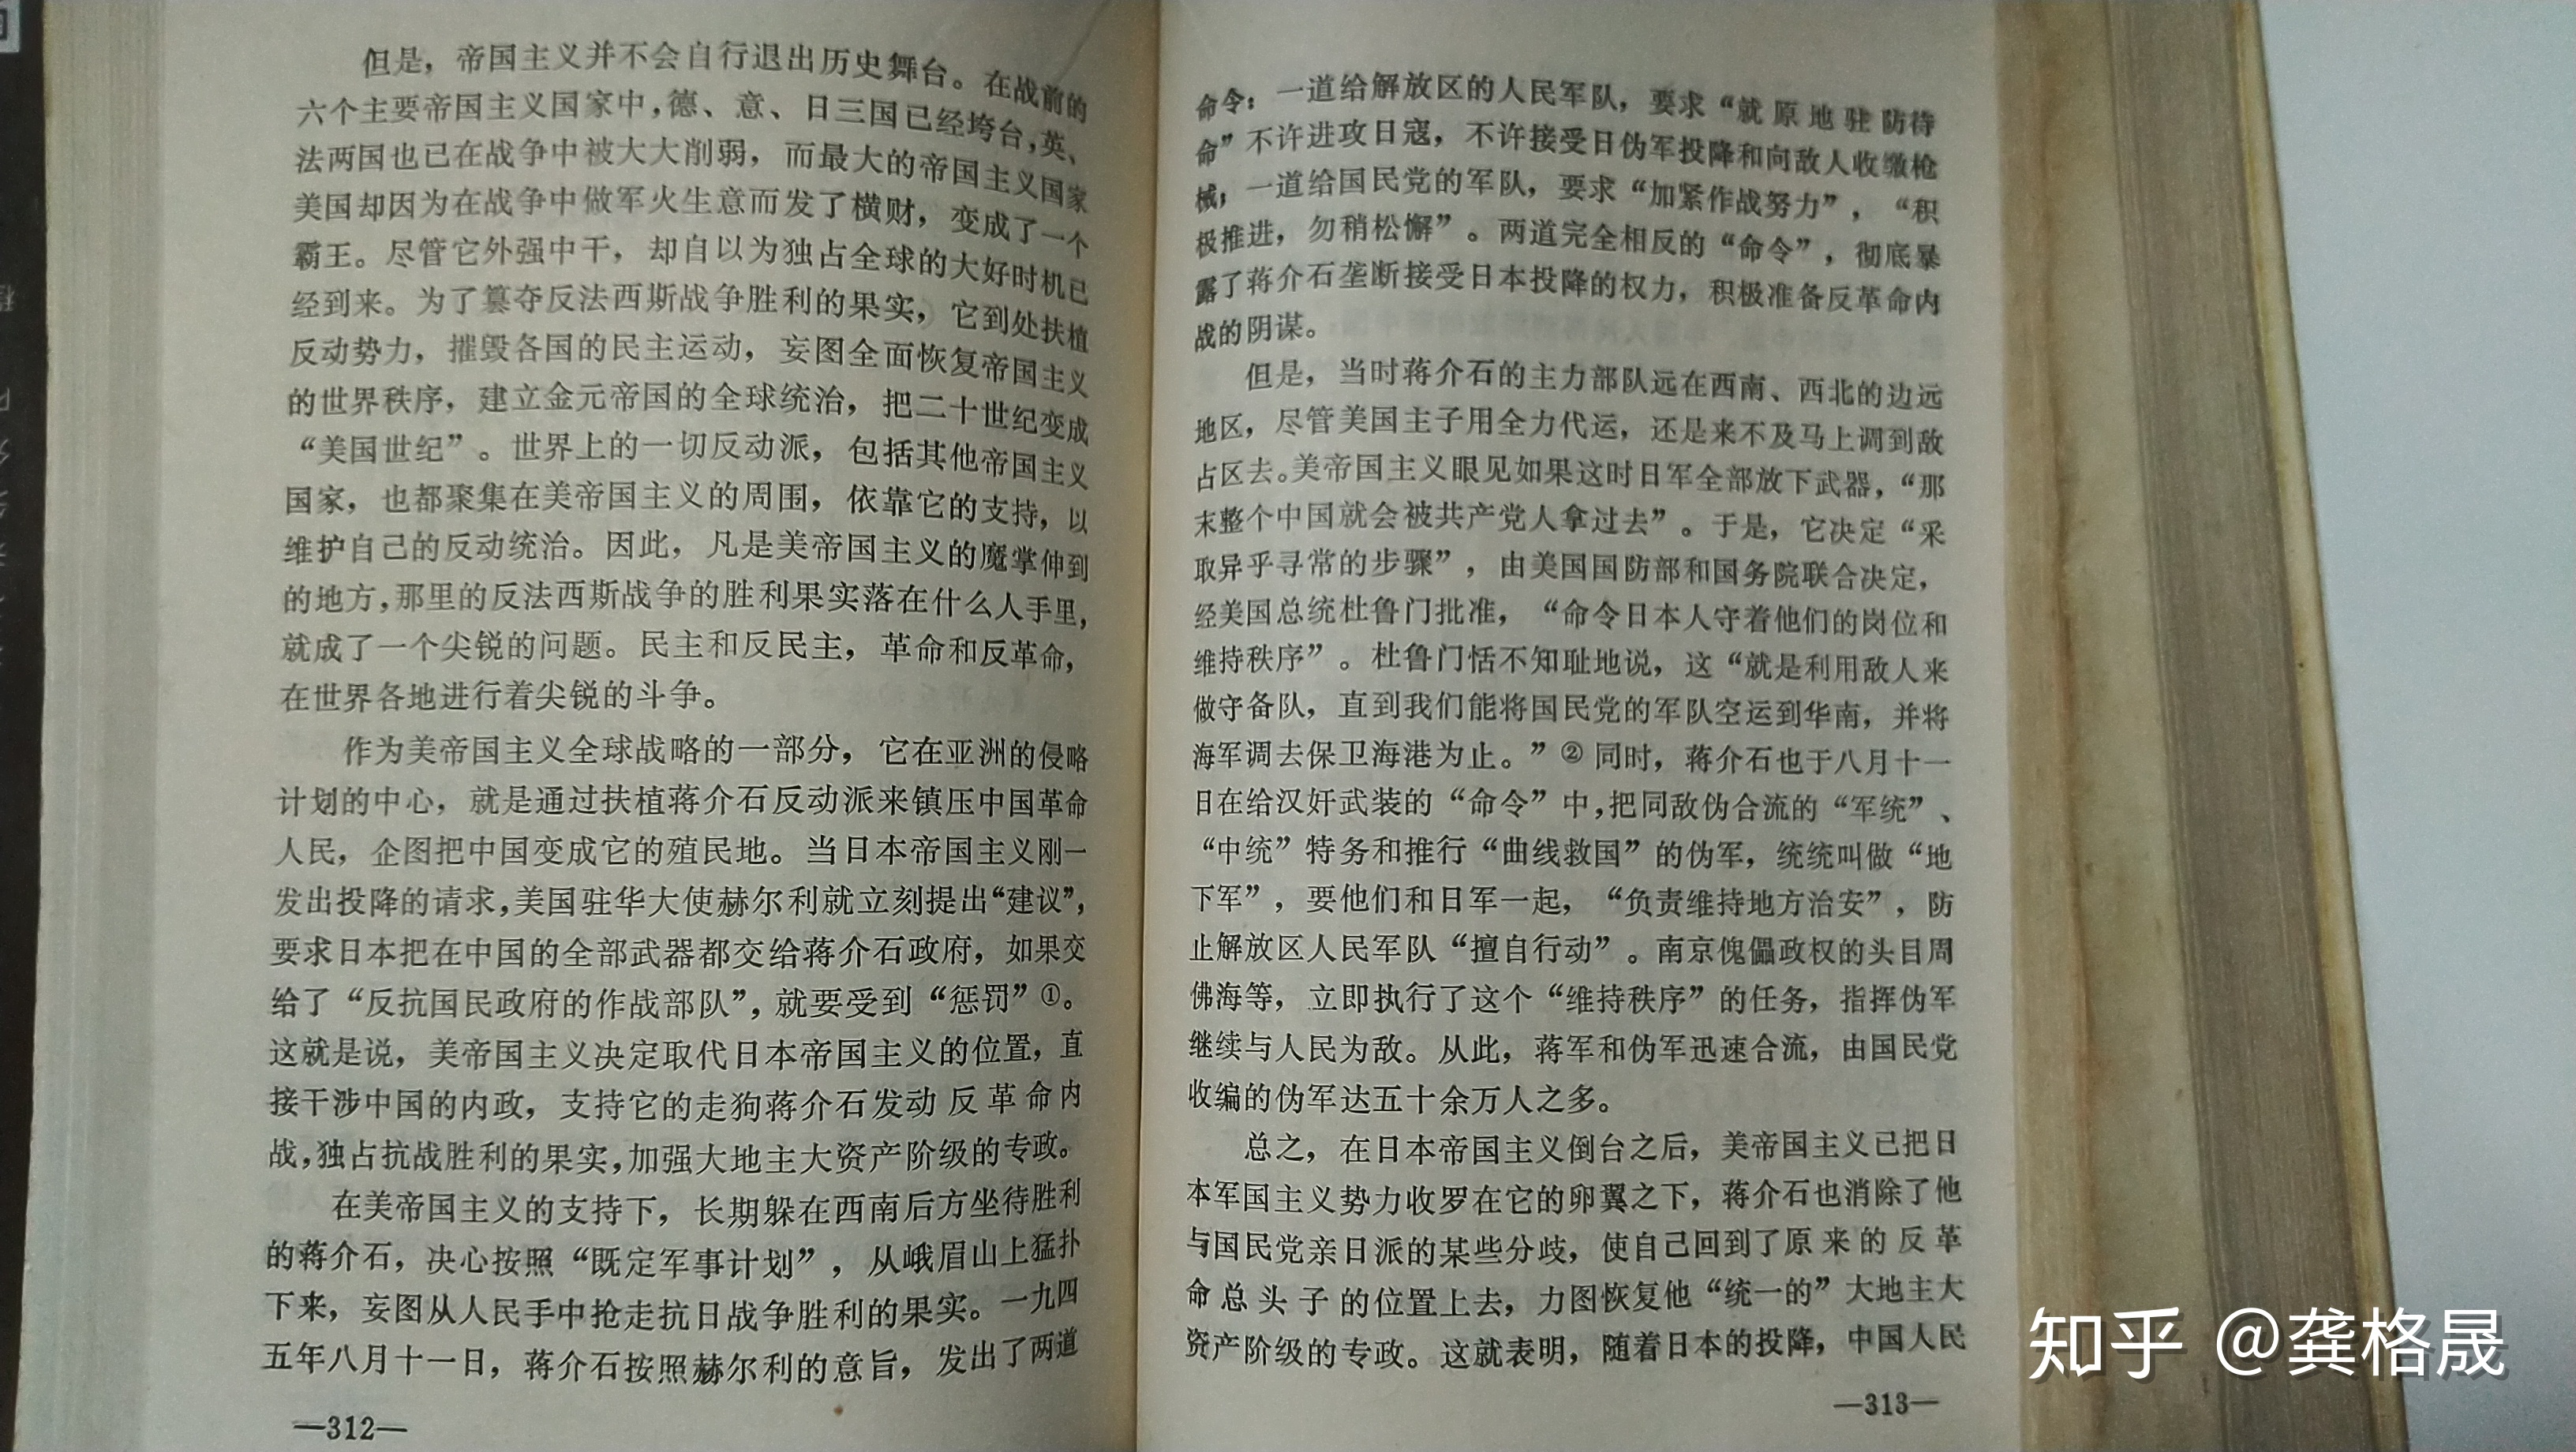 但是，帝国主义并不会自行退出历史舞台。在战前的
六个主要帝国主义国家中，德、意、日三国已经垮台，英、
法两国也已在战争中被大大削弱，而最大的帝国主义国家
美国却因为在战争中做军火生意而发了横财，变成了一个
霸王。尽管它外强中干，却自以为独占全球的大好时机已
经到来。为了篡夺反法西斯战争胜利的果实，它到处扶植
反动势力，摧毁各国的民主运动，妄图全面恢复帝国主义
的世界秩序，建立金元帝国的全球统治，把二十世纪变成
“美国世纪”。世界上的一切反动派，包括其他帝国主义
国家，也都聚集在美帝国主义的周围，依靠它的支持，以
维护自己的反动统治。因此，凡是美帝国主义的魔掌伸到
的地方，那里的反法西斯战争的胜利果实落在什么人手里，
就成了一个尖锐的问题。民主和反民主，革命和反革命，
在世界各地进行着尖锐的斗争。
作为美帝国主义全球战略的一部分，它在亚洲的侵略
计划的中心，就是通过扶植蒋介石反动派来镇压中国革命
人民，企图把中国变成它的殖民地。当日本帝国主义刚一
发出投降的请求，美国驻华大使赫尔利就立刻提出“建议”，
要求日本把在中国的全部武器都交给蒋介石政府，如果交
给了“反抗国民政府的作战部队”，就要受到“惩罚”①。
这就是说，美帝国主义决定取代日本帝国主义的位置，直
接干涉中国的内政，支持它的走狗蒋介石发动反革命内
战，独占抗战胜利的果实，加强大地主大资产阶级的专政。
在美帝国主义的支持下，长期躲在西南后方坐待胜利
的蒋介石，决心按照“既定军事计划”，从峨眉山上猛扑
下来，妄图从人民手中抢走抗日战争胜利的果实。一九四
五年八月十一日，蒋介石按照赫尔利的意旨，发出了两道
—312—
命令：一道给解放区的人民军队，要求“就原地驻防待
命”不许进攻日寇，不许接受日伪军投降和向敌人收缴枪
械，一道给国民党的军队，要求“加紧作战努力”，“积
极推进，勿稍松懈”。两道完全相反的“命令”，彻底暴
露了蒋介石垄断接受日本投降的权力，积极准备反革命内
战的阴谋。
但是，当时蒋介石的主力部队远在西南、西北的边远
地区，尽管美国主子用全力代运，还是来不及马上调到敌
占区去。美帝国主义眼见如果这时日军全部放下武器，“那
末整个中国就会被共产党人拿过去”。于是，它决定“采
取异乎寻常的步骤”，由美国国防部和国务院联合决定，
经美国总统杜鲁门批准，“命令日本人守着他们的岗位和
维持秩序”。杜鲁门恬不知耻地说，这“就是利用敌人来
做守备队，直到我们能将国民党的军队空运到华南，并将
海军调去保卫海港为止。”②同时，蒋介石也于八月十一
日在给汉奸武装的“命令”中，把同敌伪合流的“军统”、
“中统”特务和推行“曲线救国”的伪军，统统叫做“地
下军”，要他们和日军一起，“负责维持地方治安”，防
止解放区人民军队“擅自行动”。南京傀儡政权的头目周
佛海等，立即执行了这个“维持秩序”的任务，指挥伪军
继续与人民为敌。从此，蒋军和伪军迅速合流，由国民党
收编的伪军达五十余万人之多。
总之，在日本帝国主义倒台之后，美帝国主义已把日
本军国主义势力收罗在它的卵翼之下，蒋介石也消除了他
与国民党亲日派的某些分歧，使自己回到了原来的反革
命总头子的位置上去，力图恢复他“统一的”大地主大
资产阶级的专政。这就表明，随着日本的投降，中国人民
—313—
知乎 @龚格晟